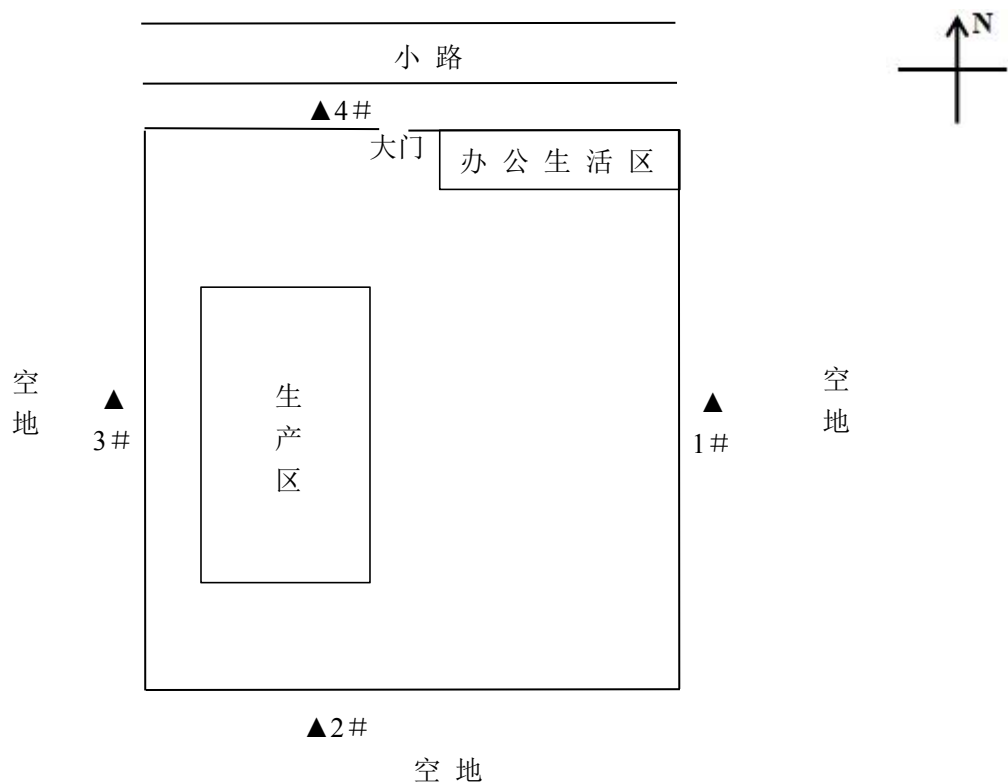 N
小 路
▲4＃
大门
办 公 生 活 区
空
地
▲
3＃
生
产
区
▲
1＃
空
地
▲2＃
空 地